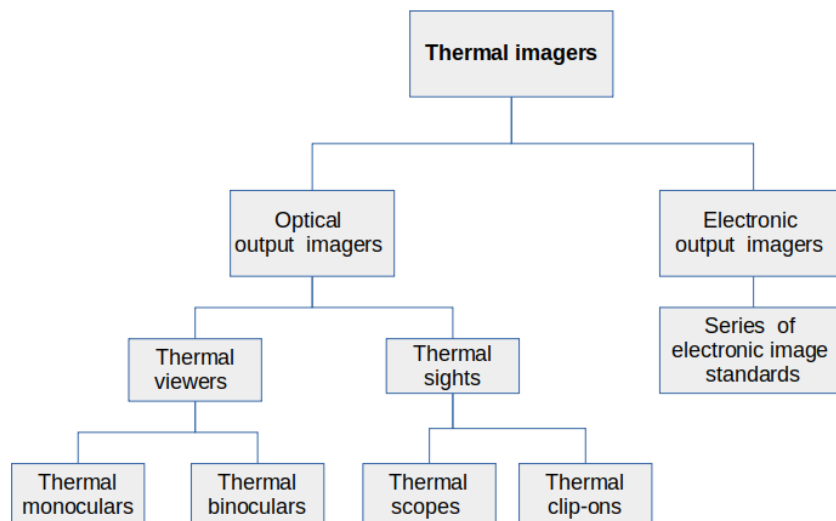 Thermal imagers
Optical
output imagers
Electronic
output imagers
Thermal
viewers
Thermal
sights
Series of
electronic image
standards
Thermal
monoculars
Thermal
binoculars
Thermal
scopes
Thermal
clip-ons